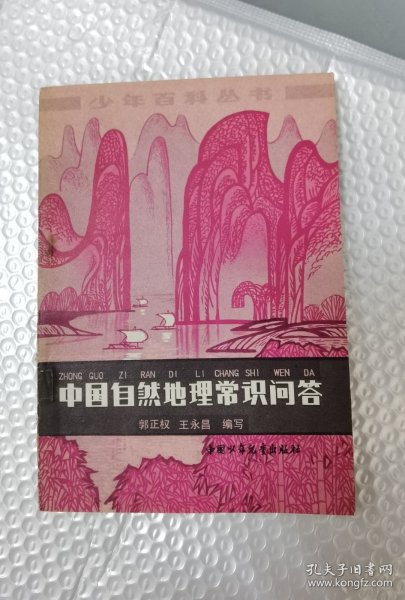 少年百科丛书
ZHONG GUO ZI RAN DI LI CHANG SHI WEN DA
中国自然地理常识问答
郭正权 王永昌 编写
中国少年儿童出版社
孔夫子旧书网
www.kongfz.com